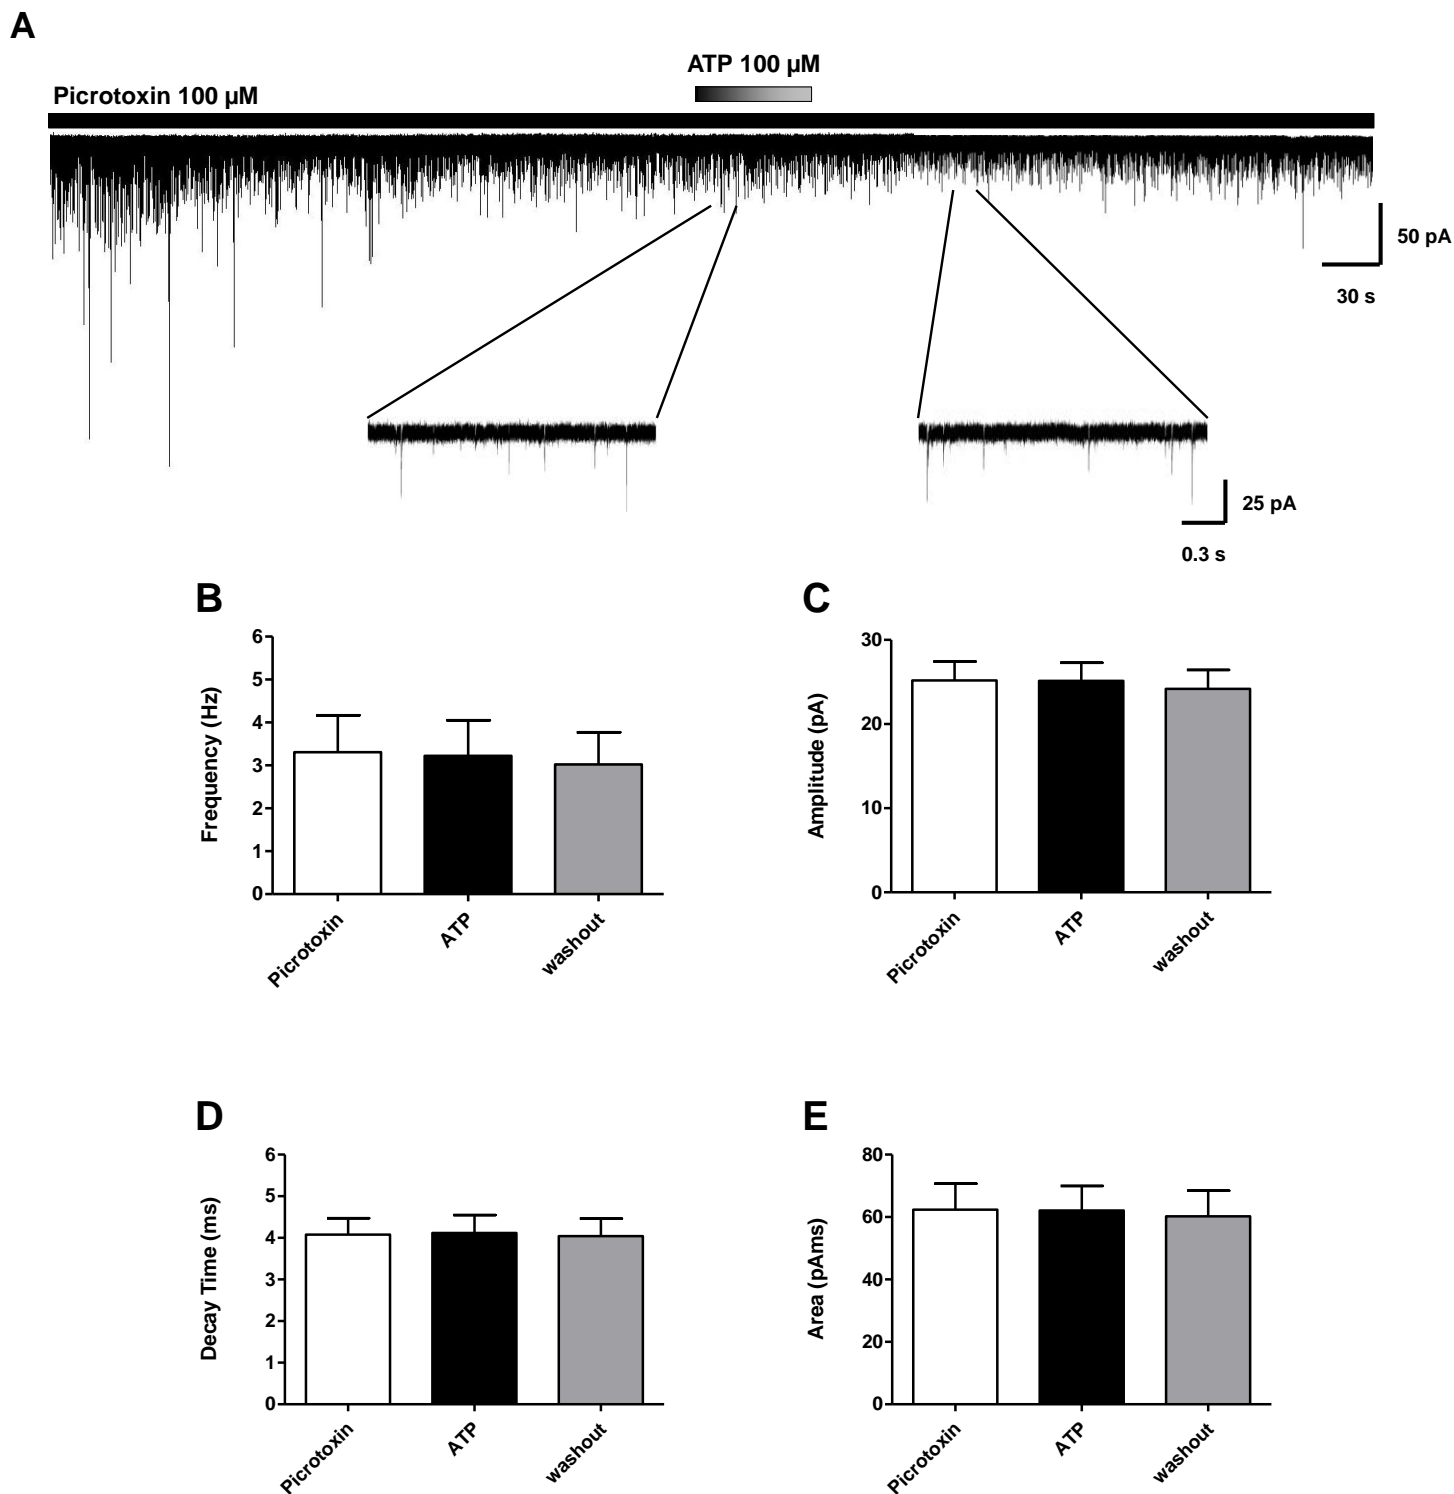 A
ATP 100 µM
Picrotoxin 100 µM
50 pA
30 s
25 pA
0.3 s
B
Frequency (Hz)
6
5
4
3
2
1
0
Picrotoxin
ATP
washout
C
Amplitude (pA)
30
20
10
0
Picrotoxin
ATP
washout
D
Decay Time (ms)
6
5
4
3
2
1
0
Picrotoxin
ATP
washout
E
Area (pAms)
80
60
40
20
0
Picrotoxin
ATP
washout